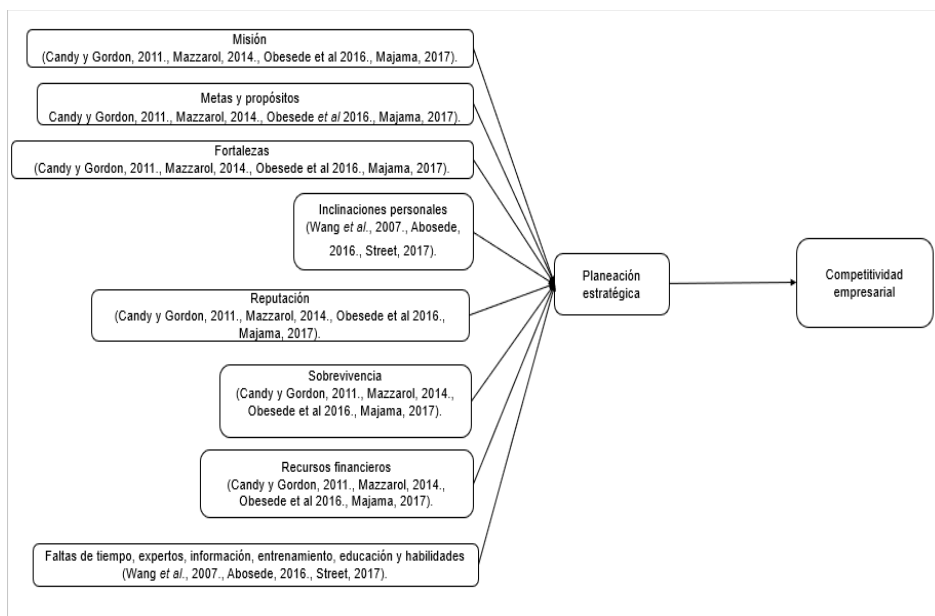 Misión
(Candy y Gordon, 2011., Mazzarol, 2014., Obesede et al 2016., Majama, 2017).
Metas y propósitos
Candy y Gordon, 2011., Mazzarol, 2014., Obesede et al 2016., Majama, 2017).
Fortalezas
(Candy y Gordon, 2011., Mazzarol, 2014., Obesede et al 2016., Majama, 2017).
Inclinaciones personales
(Wang et al., 2007., Abosede,
2016., Street, 2017).
Reputación
(Candy y Gordon, 2011., Mazzarol, 2014., Obesede et al 2016.,
Majama, 2017).
Sobrevivencia
(Candy y Gordon, 2011., Mazzarol, 2014.,
Obesede et al 2016., Majama, 2017).
Recursos financieros
(Candy y Gordon, 2011., Mazzarol, 2014.,
Obesede et al 2016., Majama, 2017).
Faltas de tiempo, expertos, información, entrenamiento, educación y habilidades
(Wang et al., 2007., Abosede, 2016., Street, 2017).
Planeación
estratégica
Competitividad
empresarial